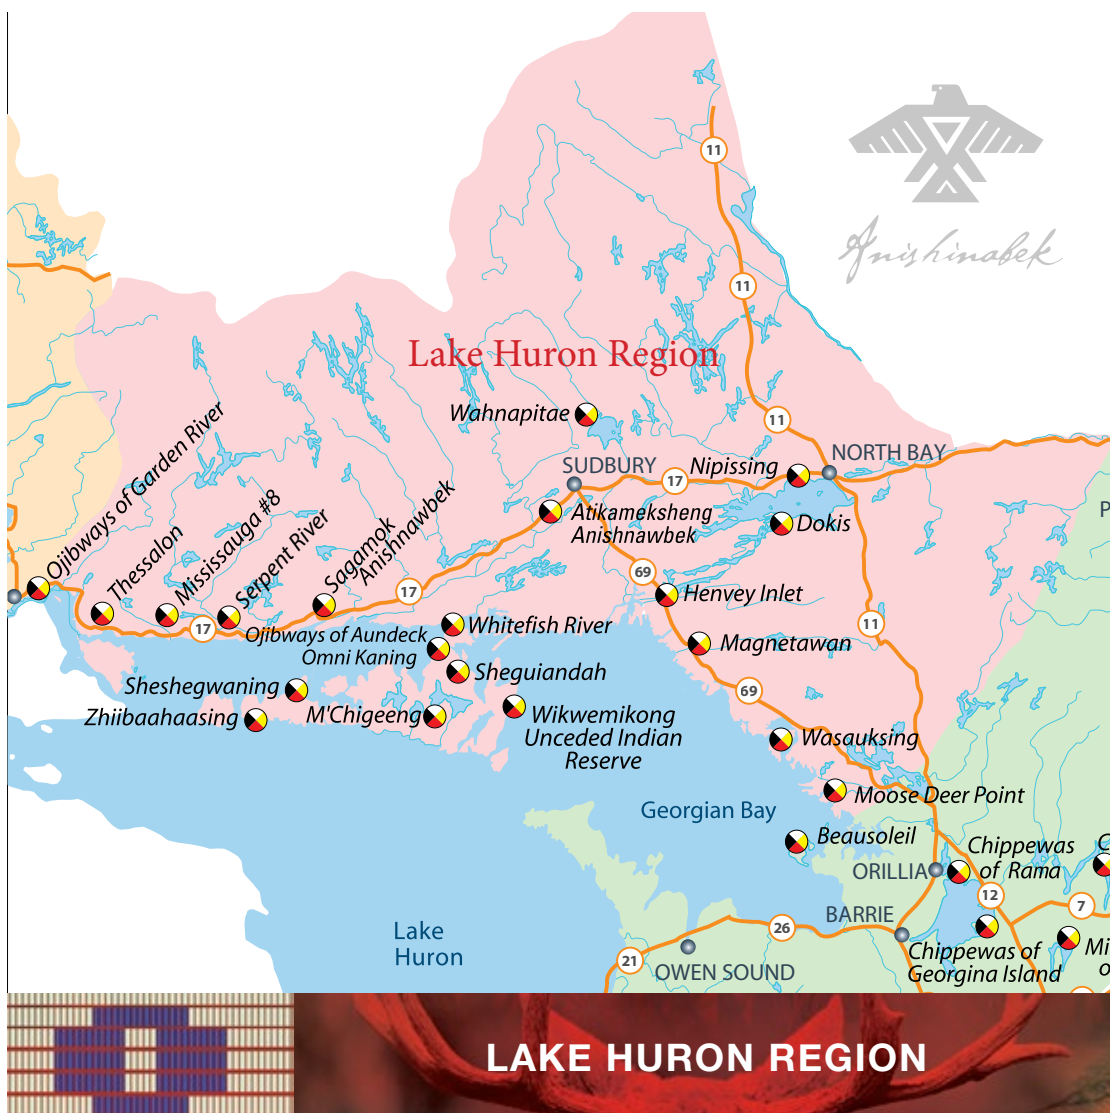 11
Anishinabek
11
Lake Huron Region
Wahnapitae
11
Ojibways of Garden River
SUDBURY
17
Nipissing
NORTH BAY
Thessalon
Mississauga #8
Serpent River
Sagamok
Anishnawbek
Atikameksheng
Anishnawbek
Dokis
P
69
17
Henvey Inlet
17
Ojibways of Aundeck
Omni Kaning
Whitefish River
11
Magnetawan
Sheguiandah
Sheshegwaning
69
Zhiibaahaasing
M'Chigeeng
Wikwemikong
Unceded Indian
Reserve
Wasauksing
Moose Deer Point
Georgian Bay
Beausoleil
Chippewas
of Rama
C
ORILLIA
12
7
BARRIE
26
Lake
Huron
21
OWEN SOUND
Chippewas of
Georgina Island
Mi
o
LAKE HURON REGION